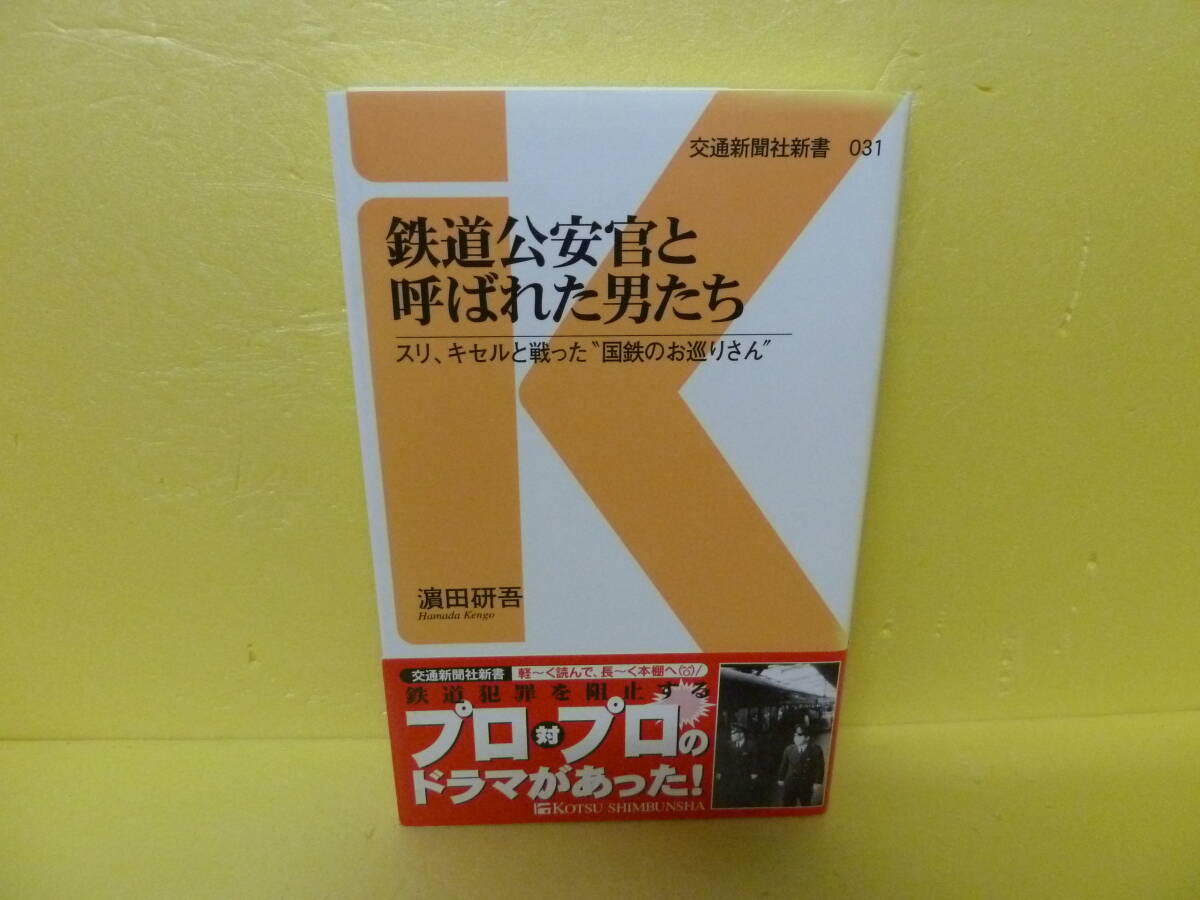 交通新聞社新書 031
鉄道公安官と
呼ばれた男たち
スリ、キセルと戦った〝国鉄のお巡りさん〟
濵田研吾
Hamada Kengo
交通新聞社新書 軽〜く読んで、長〜く本棚へ
鉄道犯罪を阻止する
プロ対プロの
ドラマがあった!
KOTSU SHIMBUNSHA